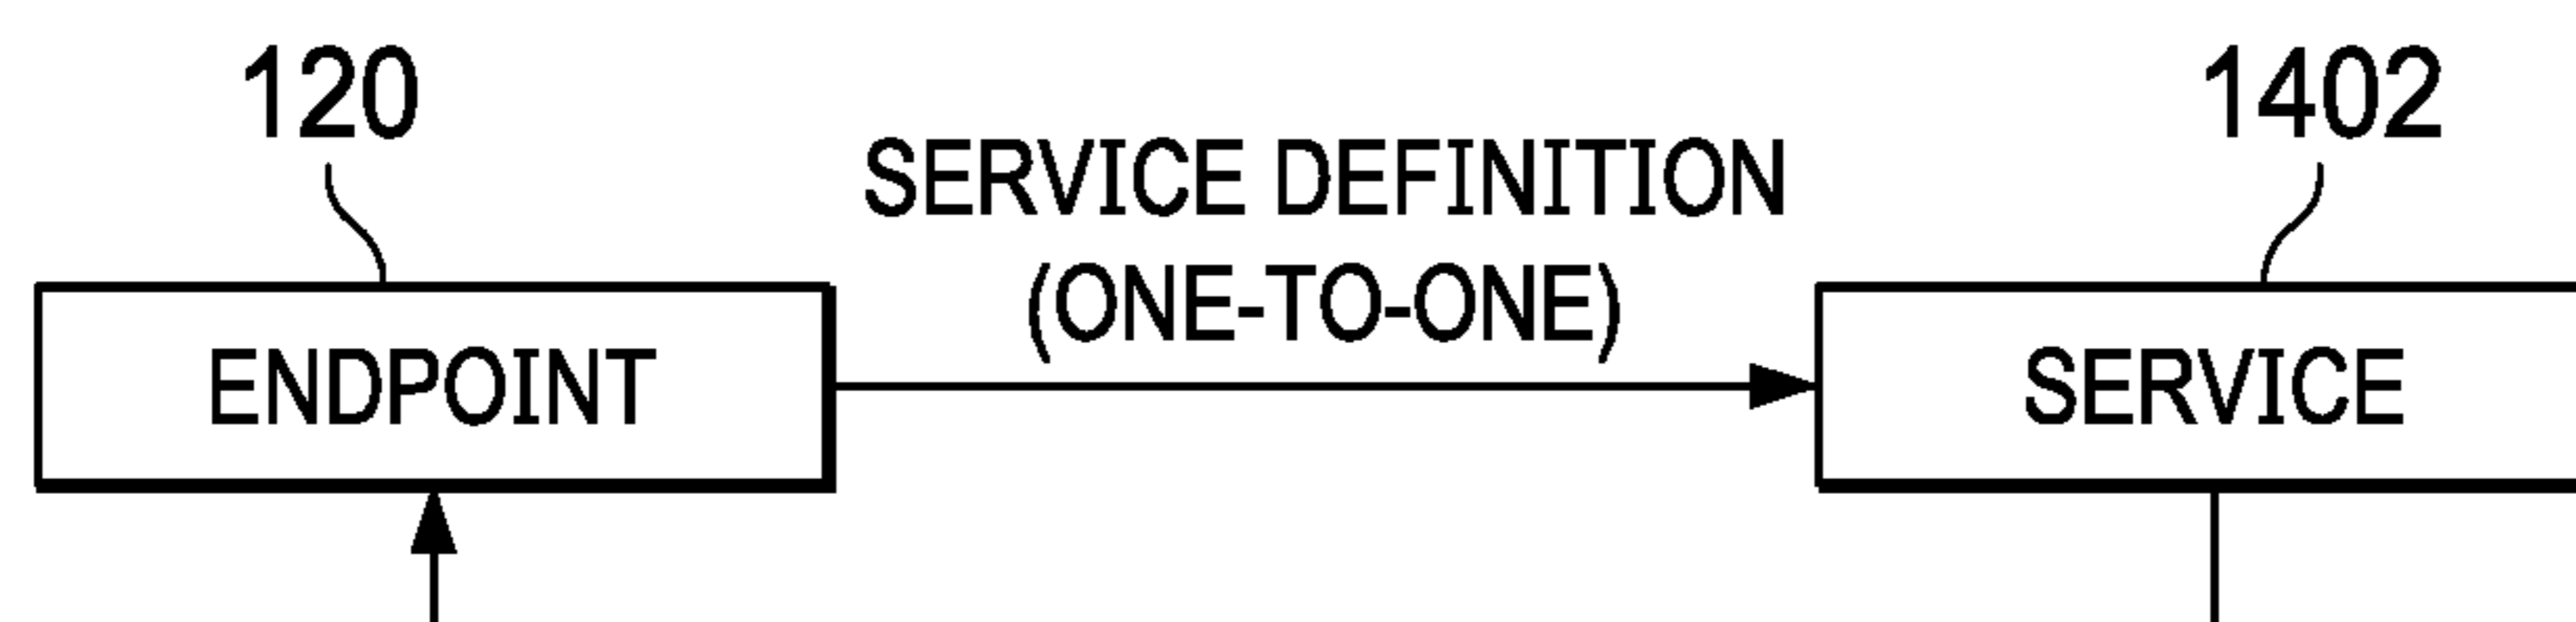 120
1402
SERVICE DEFINITION
(ONE-TO-ONE)
ENDPOINT
SERVICE